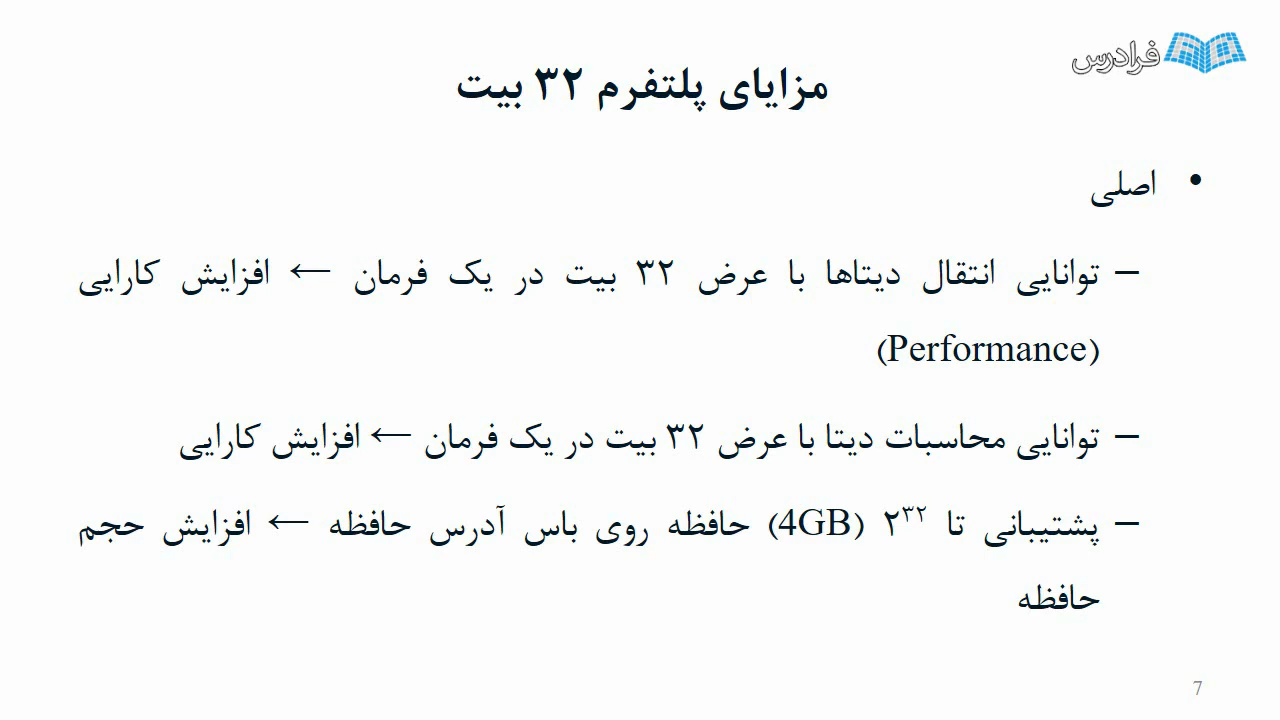 فرادرس
مزایای پلتفرم ۳۲ بیت
• اصلی
– توانایی انتقال دیتاها با عرض ۳۲ بیت در یک فرمان ← افزایش کارایی
(Performance)
– توانایی محاسبات دیتا با عرض ۳۲ بیت در یک فرمان ← افزایش کارایی
– پشتیبانی تا ۲³² (4GB) حافظه روی باس آدرس حافظه ← افزایش حجم
حافظه
7